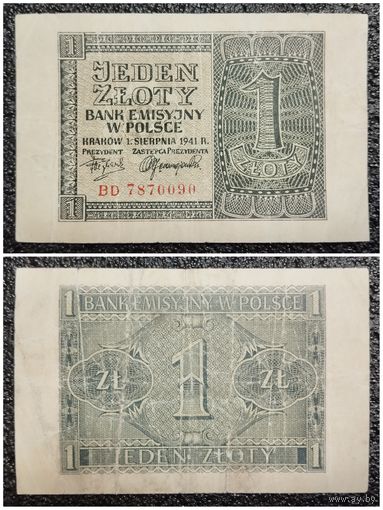 1
JEDEN
ZŁOTY
BANK EMISYJNY
W POLSCE
KRAKÓW 1. SIERPNIA 1941 R.
PREZYDENT ZASTĘPCA PREZYDENTA
BD 7870090
1
1
ZŁOTY
1 BANK EMISYJNY W POLSCE 1
ZŁ 1 ZŁ
1 JEDEN ZŁOTY 1
www.ay.by